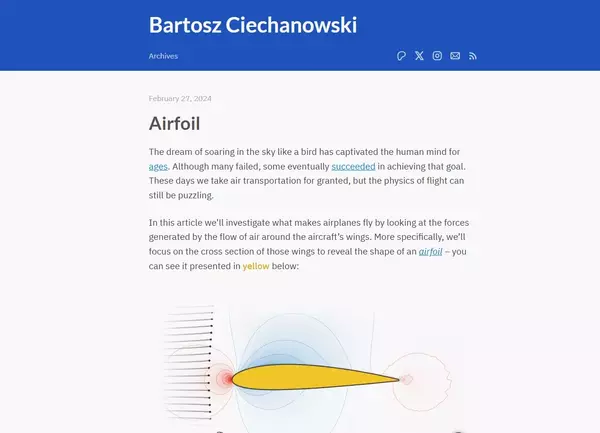 Bartosz Ciechanowski
Archives
February 27, 2024
Airfoil
The dream of soaring in the sky like a bird has captivated the human mind for
ages. Although many failed, some eventually succeeded in achieving that goal.
These days we take air transportation for granted, but the physics of flight can
still be puzzling.
In this article we’ll investigate what makes airplanes fly by looking at the forces
generated by the flow of air around the aircraft’s wings. More specifically, we’ll
focus on the cross section of those wings to reveal the shape of an airfoil – you
can see it presented in yellow below: